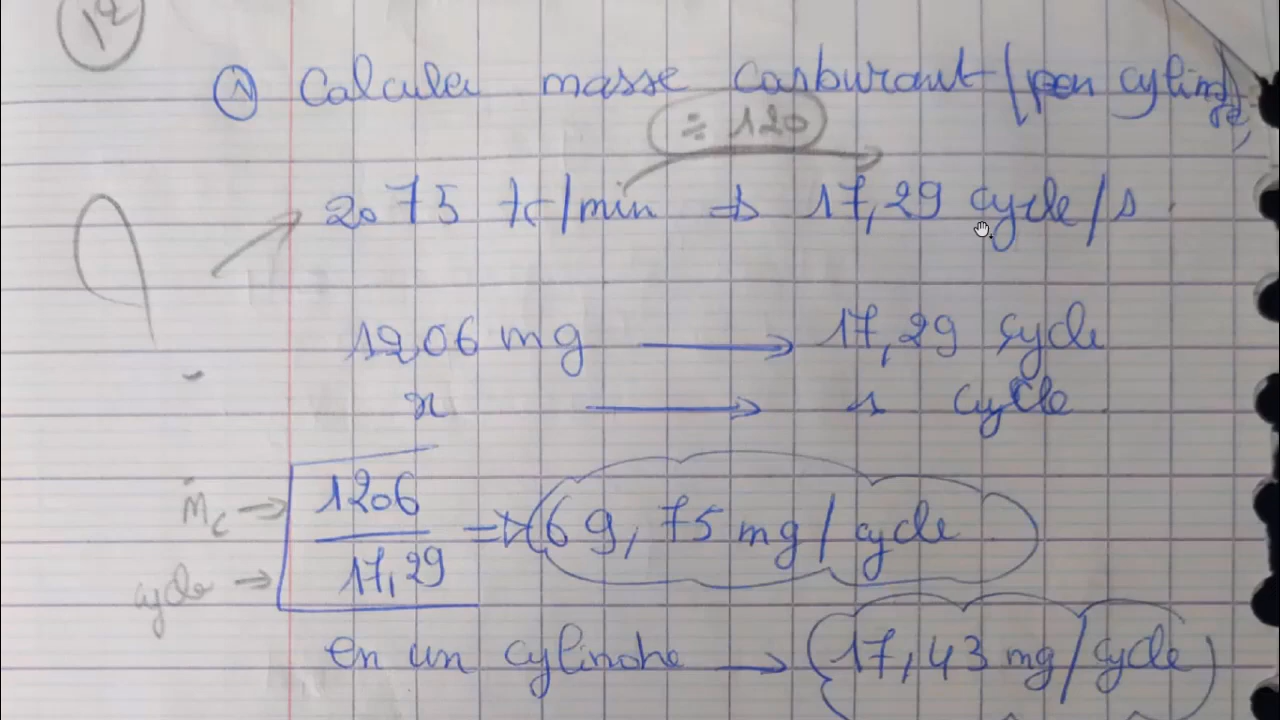 12
1 Calculer masse carburant/par cylindre
÷ 120
2075 tr/min => 17,29 cycle/s
1206 mg → 17,29 cycle
x → 1 cycle
ṁc → 1206 / 17,29 => 69,75 mg/cycle
cycle →
en un cylindre → 17,43 mg/cycle